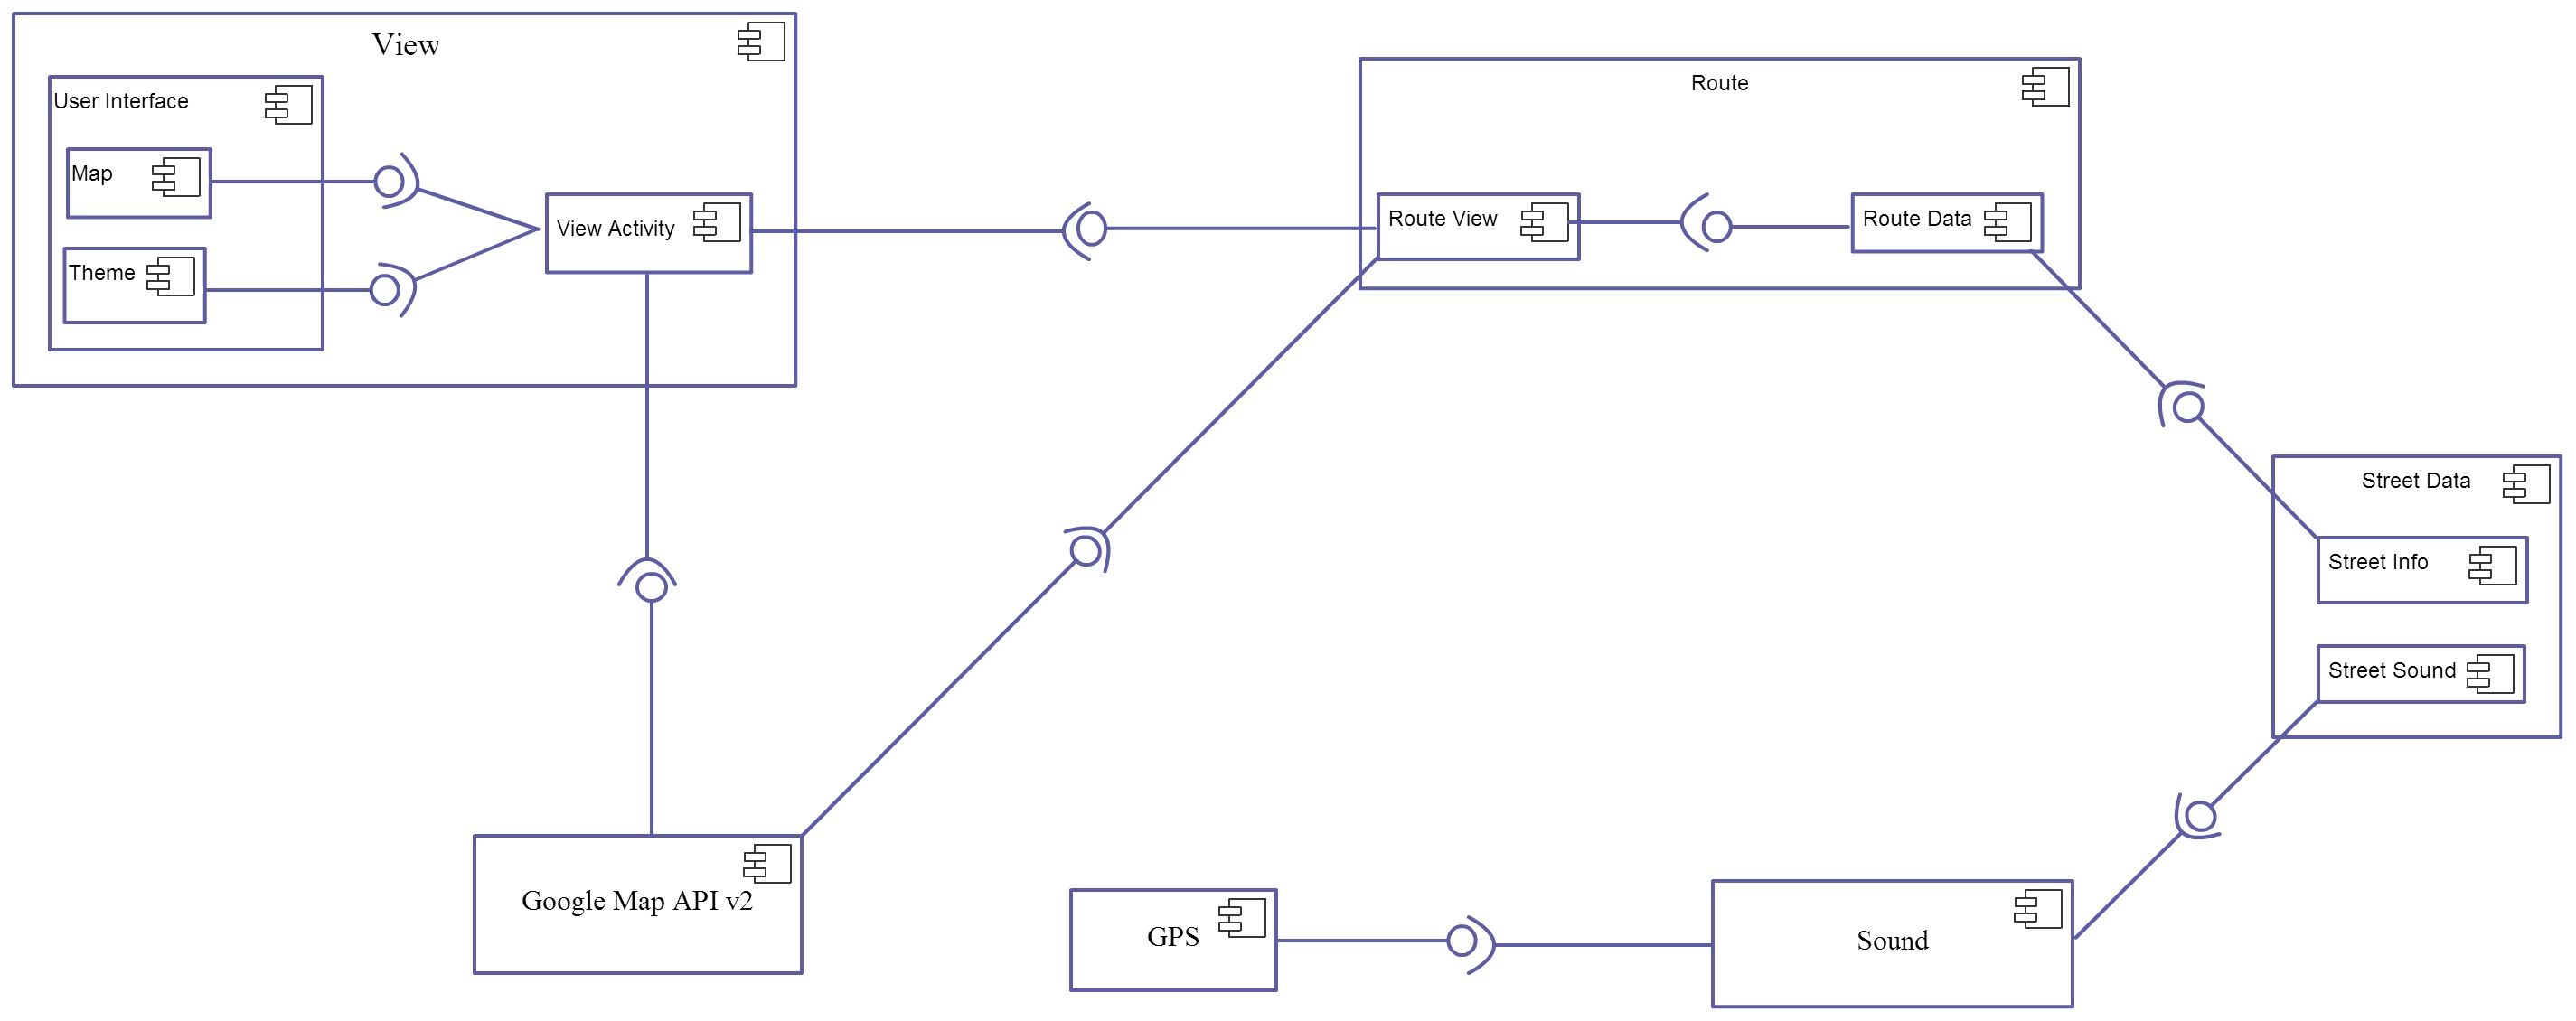 View
User Interface
Map
Theme
View Activity
Route
Route View
Route Data
Street Data
Street Info
Street Sound
Google Map API v2
GPS
Sound